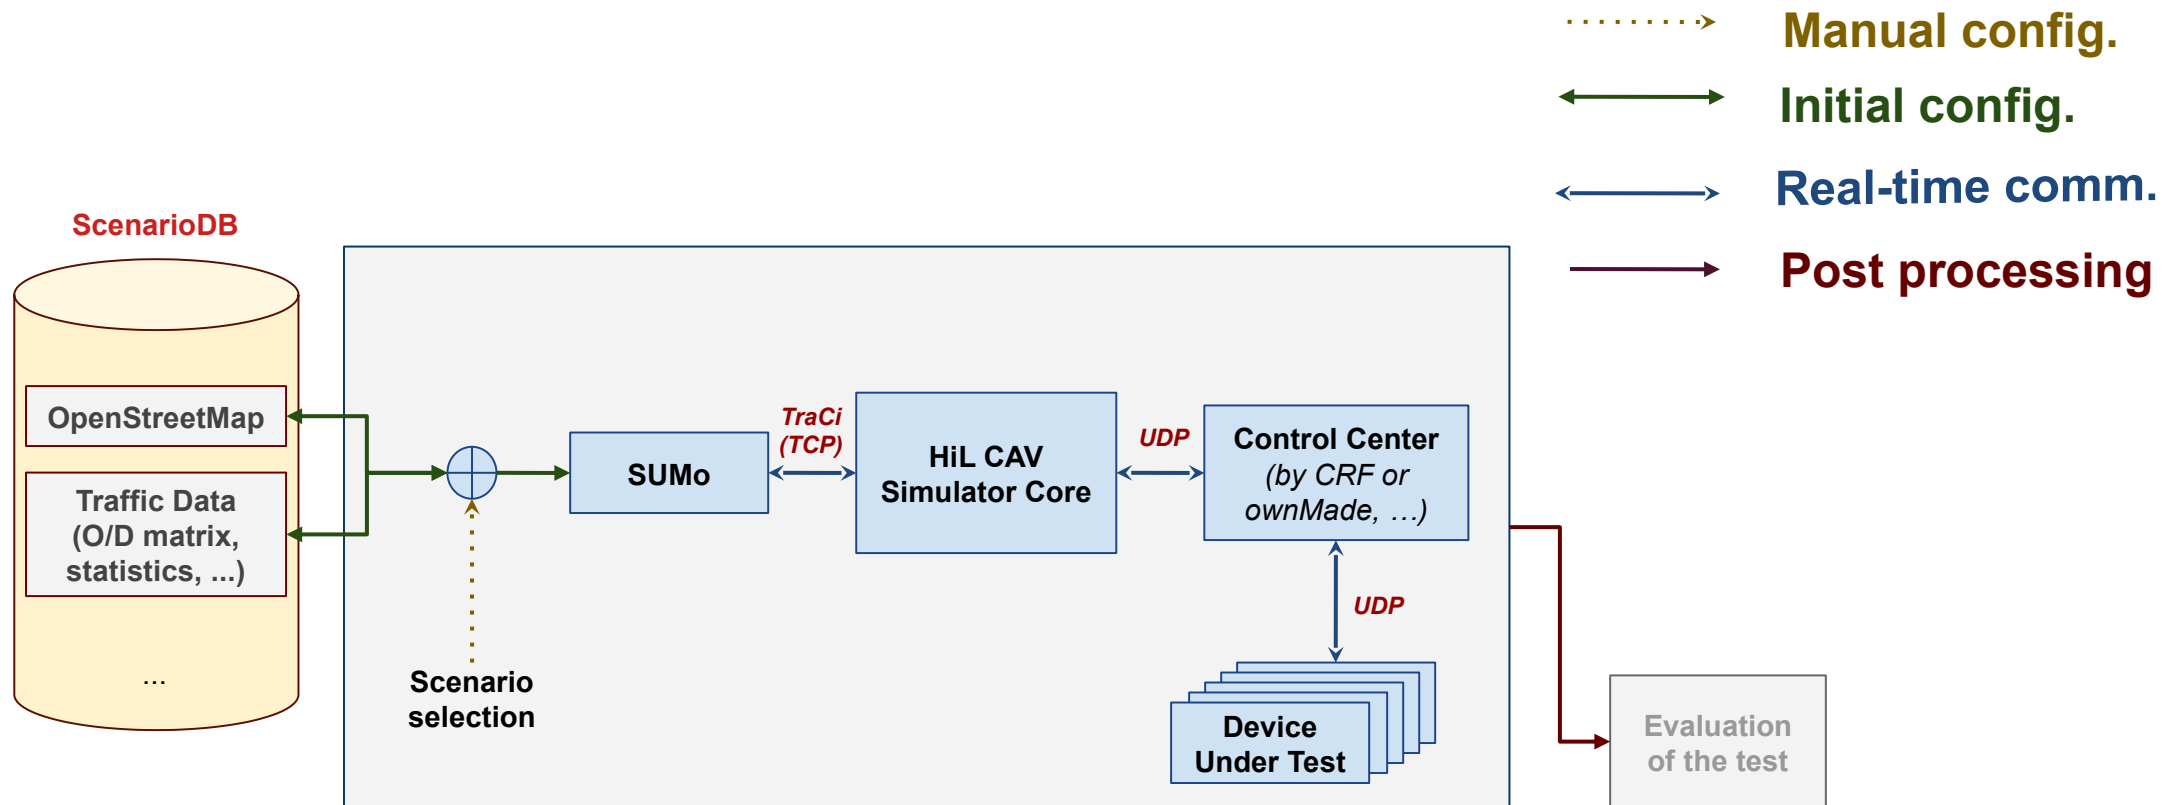 Manual config.
Initial config.
Real-time comm.
Post processing
ScenarioDB
OpenStreetMap
Traffic Data
(O/D matrix,
statistics, ...)
...
Scenario
selection
SUMo
TraCi
(TCP)
HiL CAV
Simulator Core
UDP
Control Center
(by CRF or
ownMade, …)
UDP
Device
Under Test
Evaluation
of the test